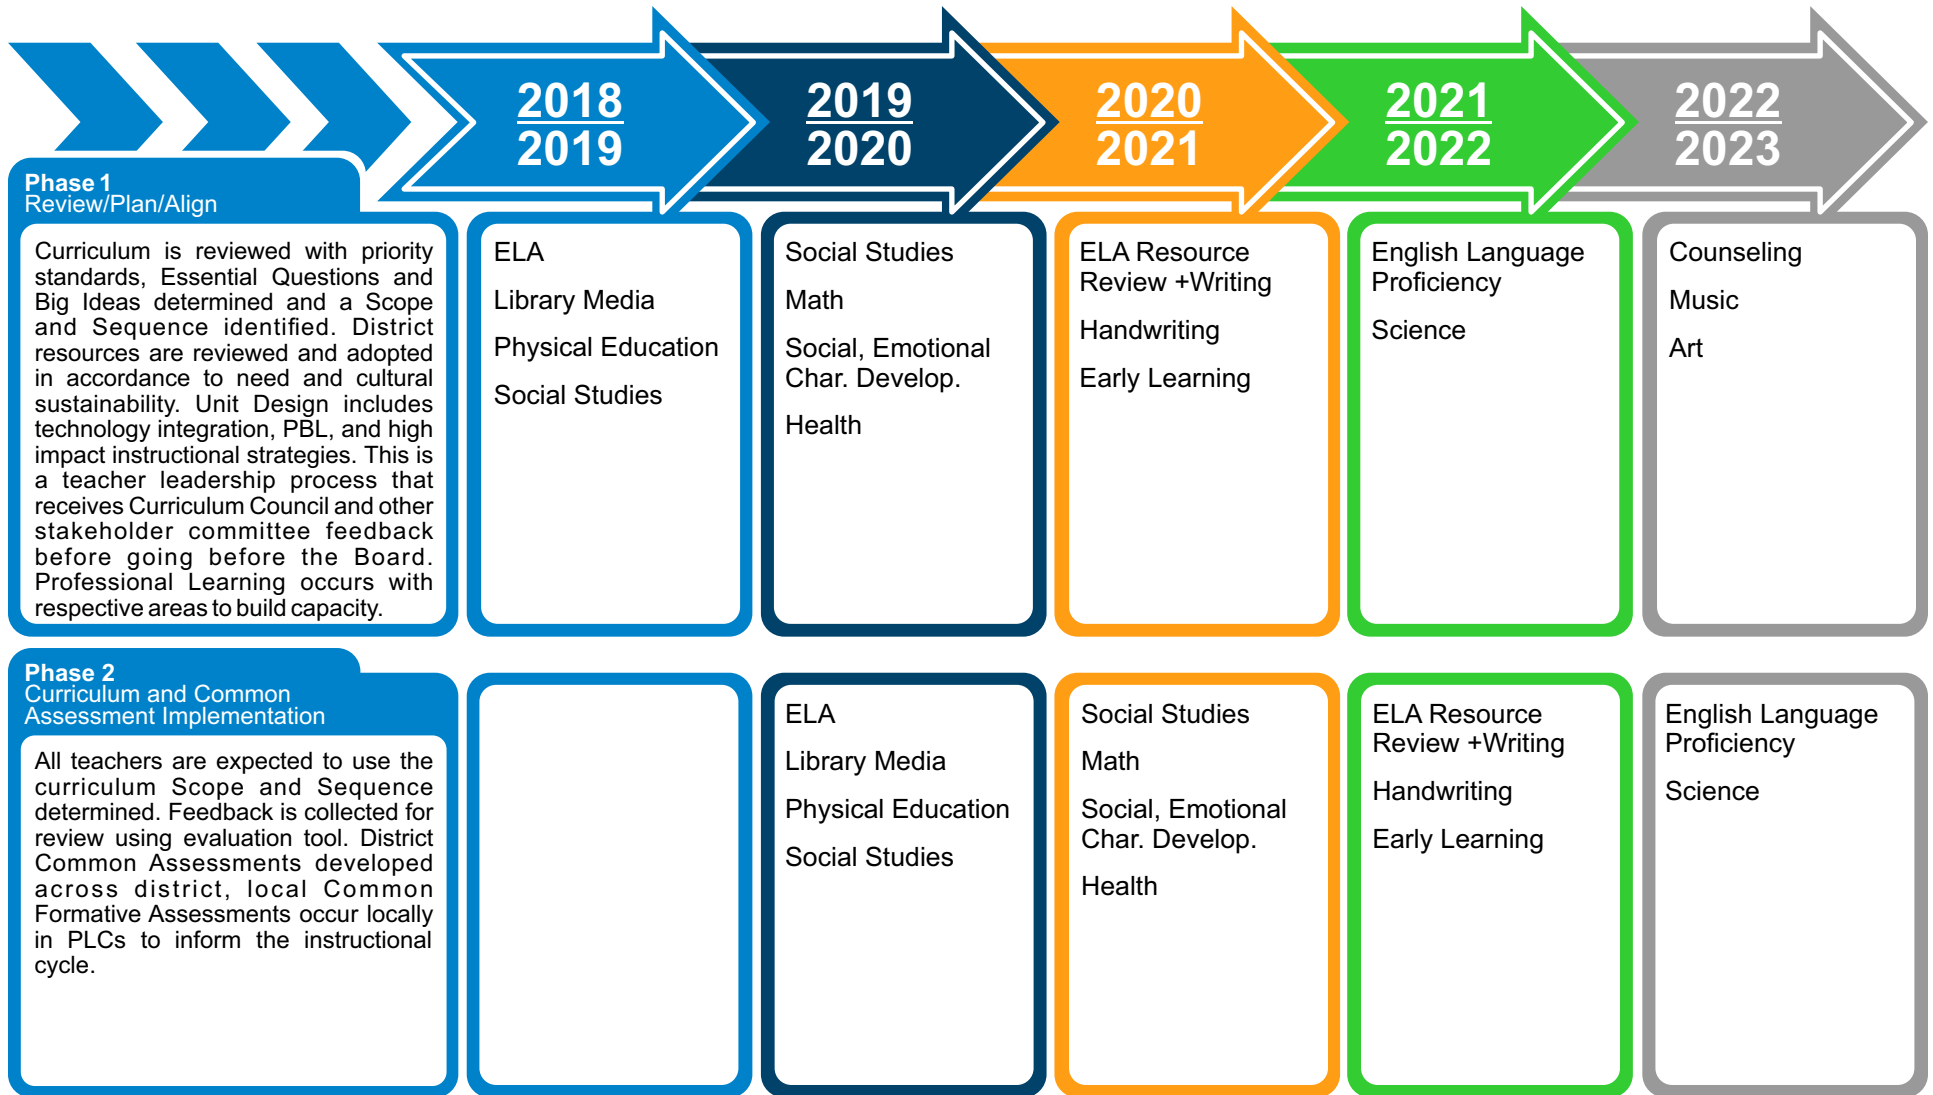 2018
2019
2019
2020
2020
2021
2021
2022
2022
2023
Phase 1
Review/Plan/Align
Curriculum is reviewed with priority
standards, Essential Questions and
Big Ideas determined and a Scope
and Sequence identified. District
resources are reviewed and adopted
in accordance to need and cultural
sustainability. Unit Design includes
technology integration, PBL, and high
impact instructional strategies. This is
a teacher leadership process that
receives Curriculum Council and other
stakeholder committee feedback
before going before the Board.
Professional Learning occurs with
respective areas to build capacity.
ELA
Library Media
Physical Education
Social Studies
Social Studies
Math
Social, Emotional
Char. Develop.
Health
ELA Resource
Review +Writing
Handwriting
Early Learning
English Language
Proficiency
Science
Counseling
Music
Art
Phase 2
Curriculum and Common
Assessment Implementation
All teachers are expected to use the
curriculum Scope and Sequence
determined. Feedback is collected for
review using evaluation tool. District
Common Assessments developed
across district, local Common
Formative Assessments occur locally
in PLCs to inform the instructional
cycle.
ELA
Library Media
Physical Education
Social Studies
Social Studies
Math
Social, Emotional
Char. Develop.
Health
ELA Resource
Review +Writing
Handwriting
Early Learning
English Language
Proficiency
Science